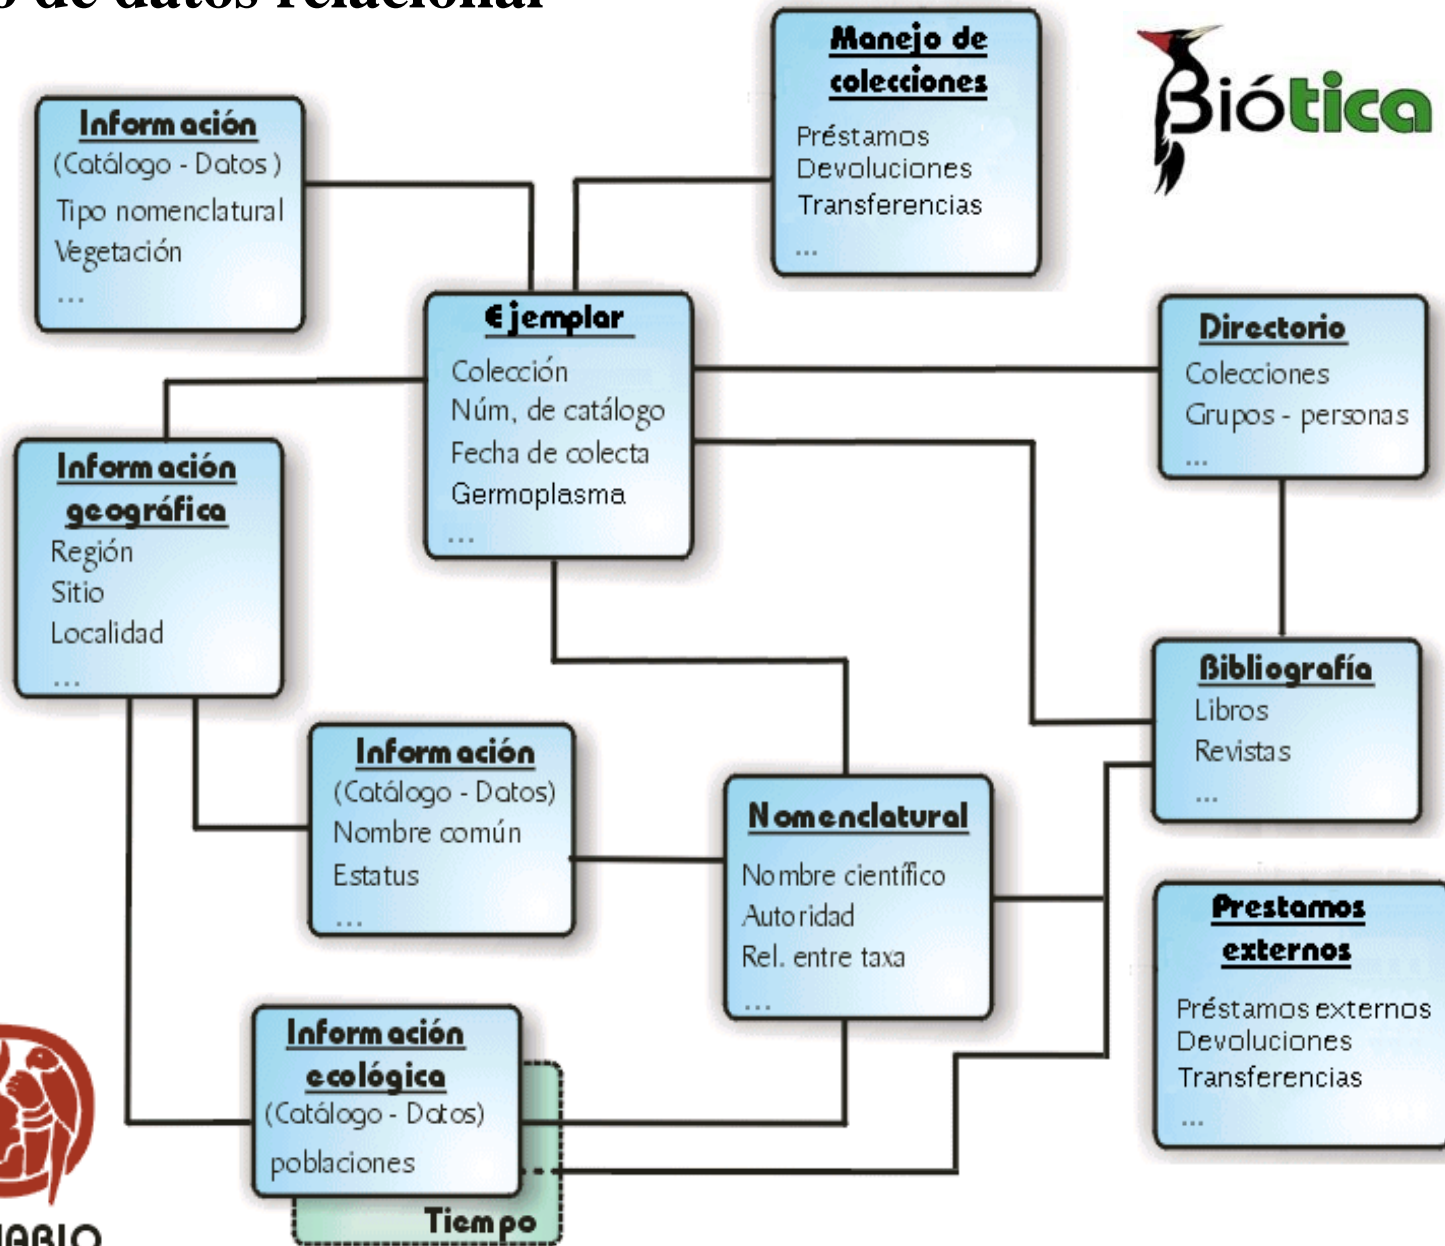 de datos relacional
Manejo de
colecciones
Préstamos
Devoluciones
Transferencias
...
Biótica
Información
(Catálogo - Datos )
Tipo nomenclatural
Vegetación
...
Ejemplar
Colección
Núm. de catálogo
Fecha de colecta
Germoplasma
...
Directorio
Colecciones
Grupos - personas
...
Información
geográfica
Región
Sitio
Localidad
...
Bibliografía
Libros
Revistas
...
Información
(Catálogo - Datos)
Nombre común
Estatus
...
Nomenclatural
Nombre científico
Autoridad
Rel. entre taxa
...
Prestamos
externos
Préstamos externos
Devoluciones
Transferencias
...
Información
ecológica
(Catálogo - Datos)
poblaciones
Tiempo